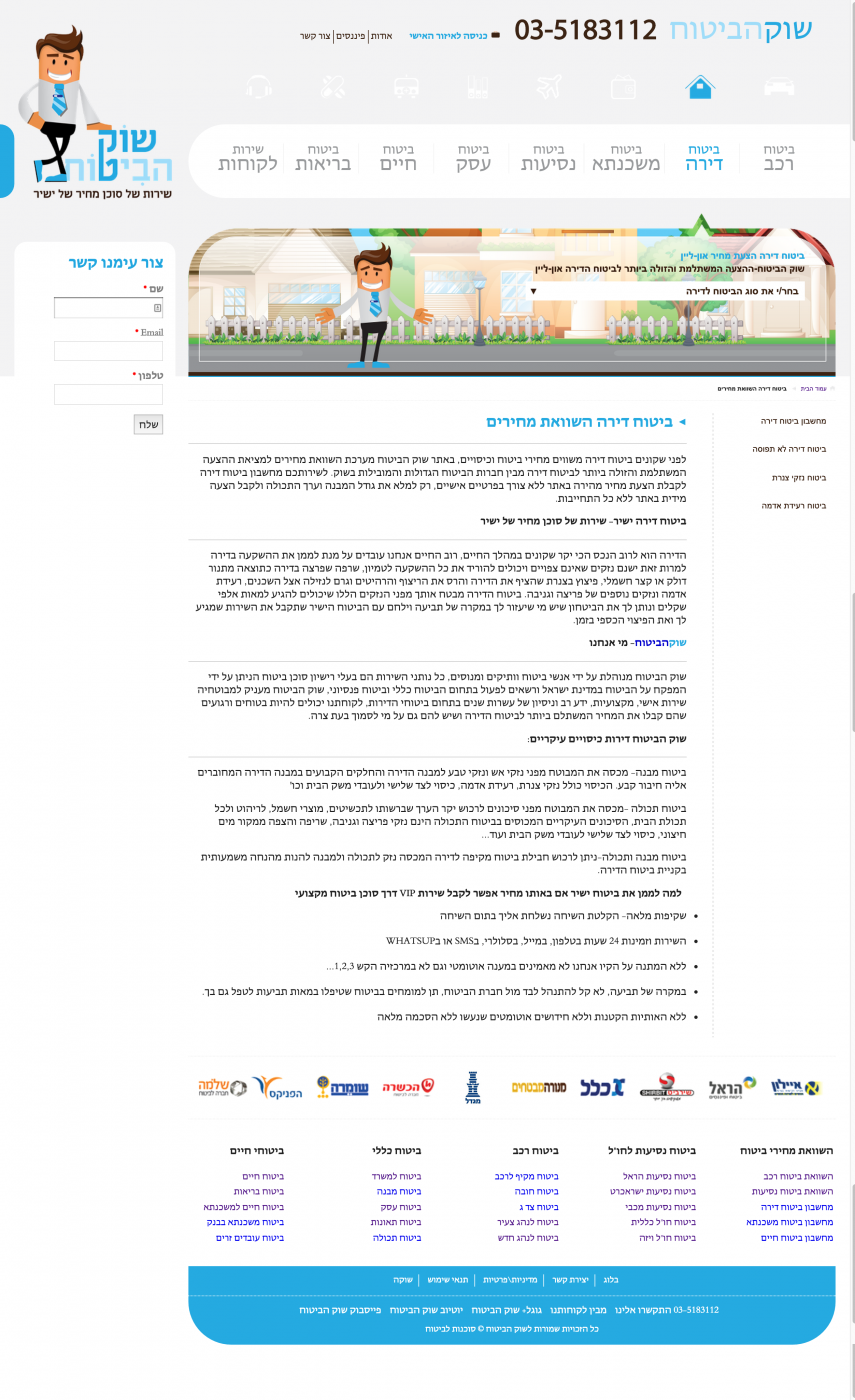 שוקהביטוח
03-5183112
כניסה לאיזור האישי
אודות
פיננסים
צור קשר
שוק
הביטוח
שירות של סוכן מחיר של ישיר
ביטוח
רכב
ביטוח
דירה
ביטוח
משכנתא
ביטוח
נסיעות
ביטוח
עסק
ביטוח
חיים
ביטוח
בריאות
שירות
לקוחות
ביטוח דירה הצעת מחיר און-ליין
שוק הביטוח-ההצעה המשתלמת והזולה ביותר לביטוח הדירה און-ליין
בחר/י את סוג הביטוח לדירה
צור עימנו קשר
שם *
Email *
טלפון *
שלח
עמוד הבית
ביטוח דירה השוואת מחירים
מחשבון ביטוח דירה
ביטוח דירה לא תפוסה
ביטוח נזקי צנרת
ביטוח רעידת אדמה
ביטוח דירה השוואת מחירים
לפני שקונים ביטוח דירה משווים מחירי ביטוח וכיסויים, באתר שוק הביטוח מערכת השוואת מחירים למציאת ההצעה
המשתלמת והזולה ביותר לביטוח דירה מבין חברות הביטוח הגדולות והמובילות בשוק. לשירותכם מחשבון ביטוח דירה
לקבלת הצעת מחיר מהירה באתר ללא צורך בפרטיים אישיים, רק למלא את גודל המבנה וערך התכולה ולקבל הצעה
מידית באתר ללא כל התחייבות.
ביטוח דירה ישיר- שירות של סוכן מחיר של ישיר
הדירה הוא לרוב הנכס הכי יקר שקונים במהלך החיים, רוב החיים אנחנו עובדים על מנת לממן את ההשקעה בדירה
למרות זאת ישנם נזקים שאינם צפויים ויכולים להוריד את כל ההשקעה לטמיון, שרפה שפרצה בדירה כתוצאה מתנור
דולק או קצר חשמלי, פיצוץ בצנרת שהציף את הדירה והרס את הריצוף והרהיטים וגרם לנזילה אצל השכנים, רעידת
אדמה ונזקים נוספים של פריצה וגניבה. ביטוח הדירה מבטח אותך מפני הנזקים הללו שיכולים להגיע למאות אלפי
שקלים ונותן לך את הביטחון שיש מי שיעזור לך במקרה של תביעה וילחם עם הביטוח הישיר שתקבל את השירות שמגיע
לך ואת הפיצוי הכספי בזמן.
שוקהביטוח- מי אנחנו
שוק הביטוח מנוהלת על ידי אנשי ביטוח וותיקים ומנוסים, כל נותני השירות הם בעלי רישיון סוכן ביטוח הניתן על ידי
המפקח על הביטוח במדינת ישראל ורשאים לפעול בתחום הביטוח כללי וביטוח פנסיוני, שוק הביטוח מעניק למבוטחיה
שירות אישי, מקצועיות, ידע רב וניסיון של עשרות שנים בתחום ביטוחי הדירות, לקוחתנו יכולים להיות בטוחים ורגועים
שהם קבלו את המחיר המשתלם ביותר לביטוח הדירה ושיש להם גם על מי לסמוך בעת צרה.
שוק הביטוח דירות כיסויים עיקריים:
ביטוח מבנה- מכסה את המבוטח מפני נזקי אש ונזקי טבע למבנה הדירה והחלקים הקבועים במבנה הדירה המחוברים
אליה חיבור קבע. הכיסוי כולל נזקי צנרת, רעידת אדמה, כיסוי לצד שלישי ולעובדי משק הבית וכו'
ביטוח תכולה -מכסה את המבוטח מפני סיכונים לרכוש יקר הערך שברשותו לתכשיטים, מוצרי חשמל, לריהוט ולכל
תכולת הבית, הסיכונים העיקריים המכוסים בביטוח התכולה הינם נזקי פריצה וגניבה, שריפה והצפה ממקור מים
חיצוני, כיסוי לצד שלישי לעובדי משק הבית ועוד...
ביטוח מבנה ותכולה-ניתן לרכוש חבילת ביטוח מקיפה לדירה המכסה נזק לתכולה ולמבנה להנות מהנחה משמעותית
בקניית ביטוח הדירה.
למה לממן את ביטוח ישיר אם באותו מחיר אפשר לקבל שירות VIP דרך סוכן ביטוח מקצועי
שקיפות מלאה- הקלטת השיחה נשלחת אליך בתום השיחה
השירות וזמינות 24 שעות בטלפון, במייל, בסלולרי, בSMS או בWHATSUP
ללא המתנה על הקיו אנחנו לא מאמינים במענה אוטומטי וגם לא במרכזיה הקש 1,2,3...
במקרה של תביעה, לא קל להתנהל לבד מול חברת הביטוח, תן למומחים בביטוח שטיפלו במאות תביעות לטפל גם בך.
ללא האותיות הקטנות וללא חידושים אוטומטים שנעשו ללא הסכמה מלאה
איילון
הראל
ביטוח ופיננסים
SHIRBIT שירביט
כלל
מנורה מבטחים
מגדל
הכשרה
חברה לביטוח
שומרה
הפניקס
שלמה
חברה לביטוח
השוואת מחירי ביטוח
השוואת ביטוח רכב
השוואת ביטוח נסיעות
מחשבון ביטוח דירה
מחשבון ביטוח משכנתא
מחשבון ביטוח חיים
ביטוח נסיעות לחו'ל
ביטוח נסיעות הראל
ביטוח נסיעות ישראכרט
ביטוח נסיעות מכבי
ביטוח חו'ל כללית
ביטוח חו'ל ויזה
ביטוח רכב
ביטוח מקיף לרכב
ביטוח חובה
ביטוח צד ג
ביטוח לנהג צעיר
ביטוח לנהג חדש
ביטוח כללי
ביטוח למשרד
ביטוח מבנה
ביטוח עסק
ביטוח תאונות
ביטוח תכולה
ביטוחי חיים
ביטוח חיים
ביטוח בריאות
ביטוח חיים למשכנתא
ביטוח משכנתא בבנק
ביטוח עובדים זרים
בלוג
יצירת קשר
מדיניות\פרטיות
תנאי שימוש
שוקה
03-5183112 התקשרו אלינו
מבין לקוחותנו
גוגל+ שוק הביטוח
יוטיוב שוק הביטוח
פייסבוק שוק הביטוח
כל הזכויות שמורות לשוק הביטוח © סוכנות לביטוח